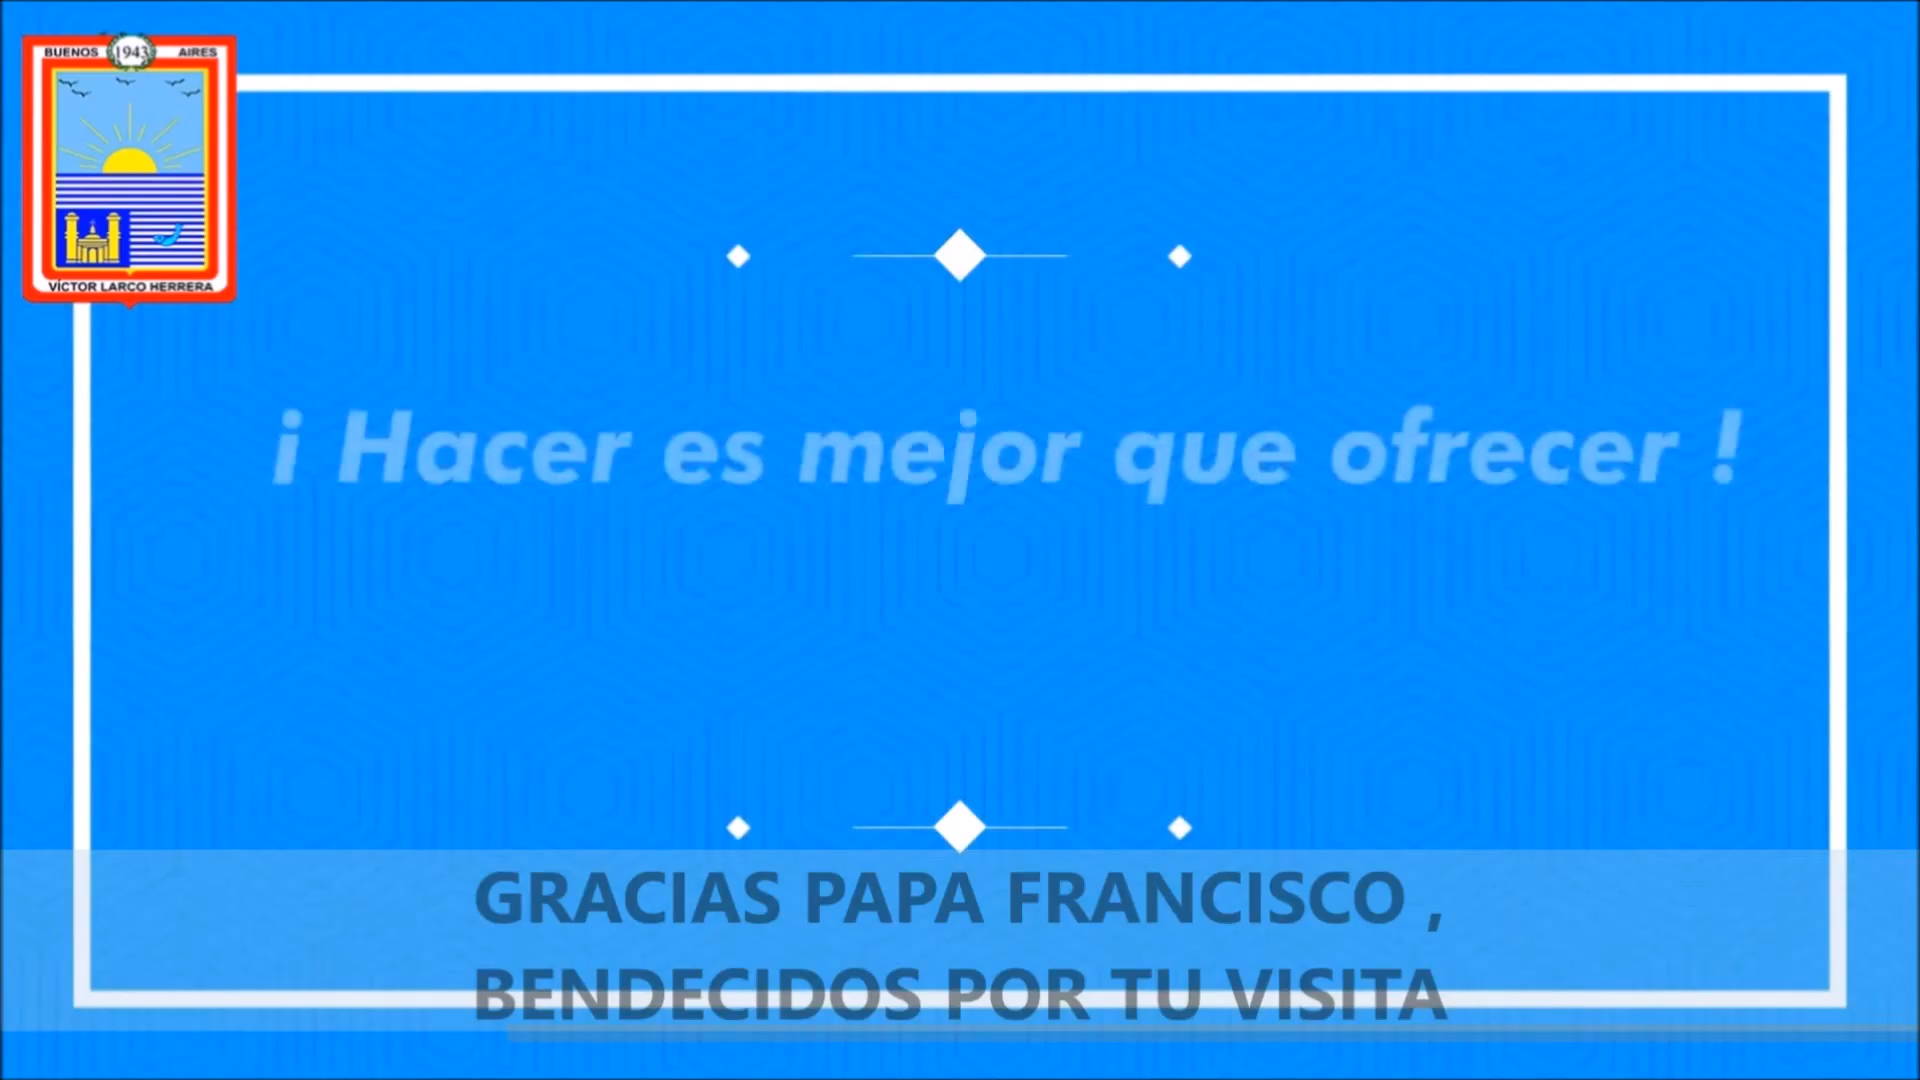 BUENOS 1943 AIRES
VÍCTOR LARCO HERRERA
¡ Hacer es mejor que ofrecer !
GRACIAS PAPA FRANCISCO ,
BENDECIDOS POR TU VISITA